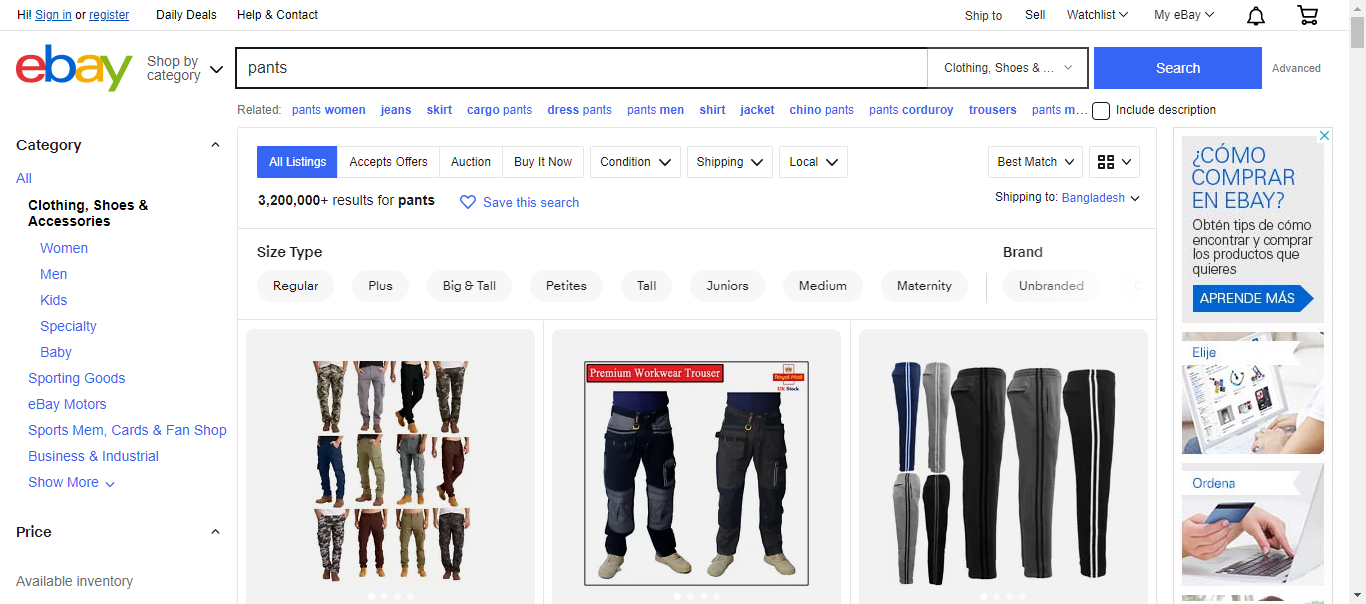 Hi! Sign in or register Daily Deals Help & Contact Ship to Sell Watchlist My eBay
ebay
Shop by
category
pants Clothing, Shoes & ... Search Advanced
Related: pants women jeans skirt cargo pants dress pants pants men shirt jacket chino pants pants corduroy trousers pants m... Include description
Category
All
Clothing, Shoes &
Accessories
Women
Men
Kids
Specialty
Baby
Sporting Goods
eBay Motors
Sports Mem, Cards & Fan Shop
Business & Industrial
Show More
Price
Available inventory
All Listings Accepts Offers Auction Buy It Now Condition Shipping Local Best Match
3,200,000+ results for pants Save this search Shipping to: Bangladesh
Size Type Brand
Regular Plus Big & Tall Petites Tall Juniors Medium Maternity Unbranded
Premium Workwear Trouser
Royal Mail
UK Stock
¿CÓMO
COMPRAR
EN EBAY?
Obtén tips de cómo
encontrar y comprar
los productos que
quieres
APRENDE MÁS
Elije
Ordena